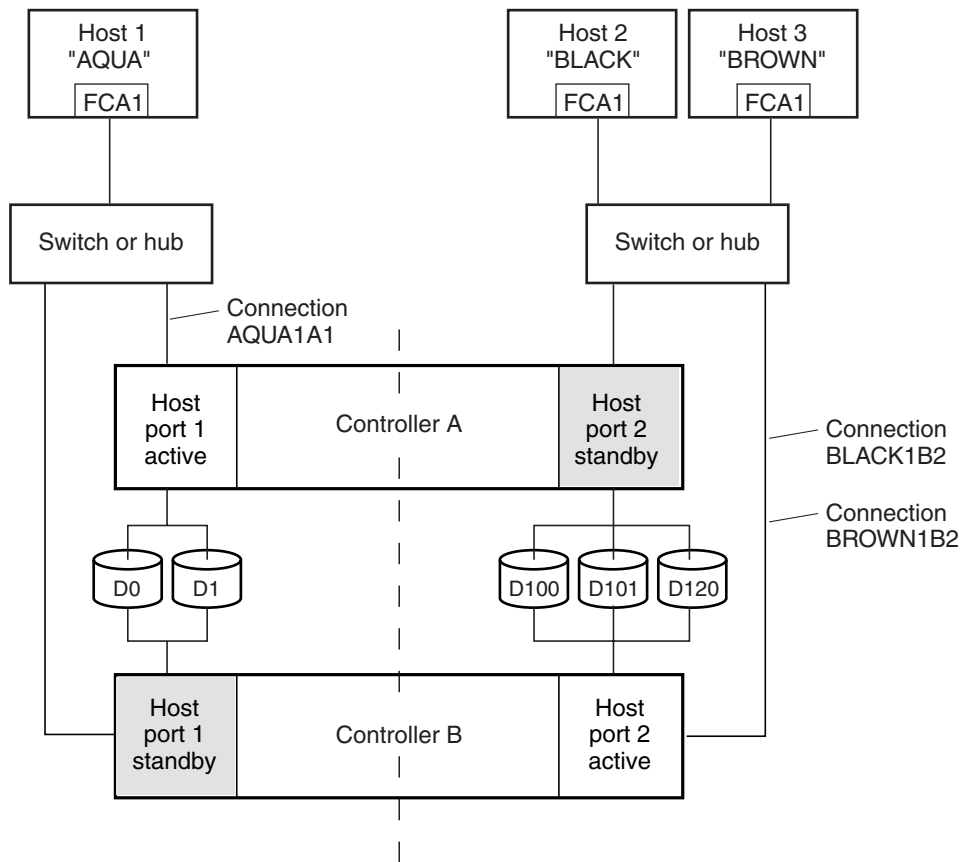 Host 1
"AQUA"
FCA1
Host 2
"BLACK"
FCA1
Host 3
"BROWN"
FCA1
Switch or hub
Switch or hub
Connection
AQUA1A1
Host
port 1
active
Controller A
Host
port 2
standby
Connection
BLACK1B2
Connection
BROWN1B2
D0
D1
D100
D101
D120
Host
port 1
standby
Controller B
Host
port 2
active